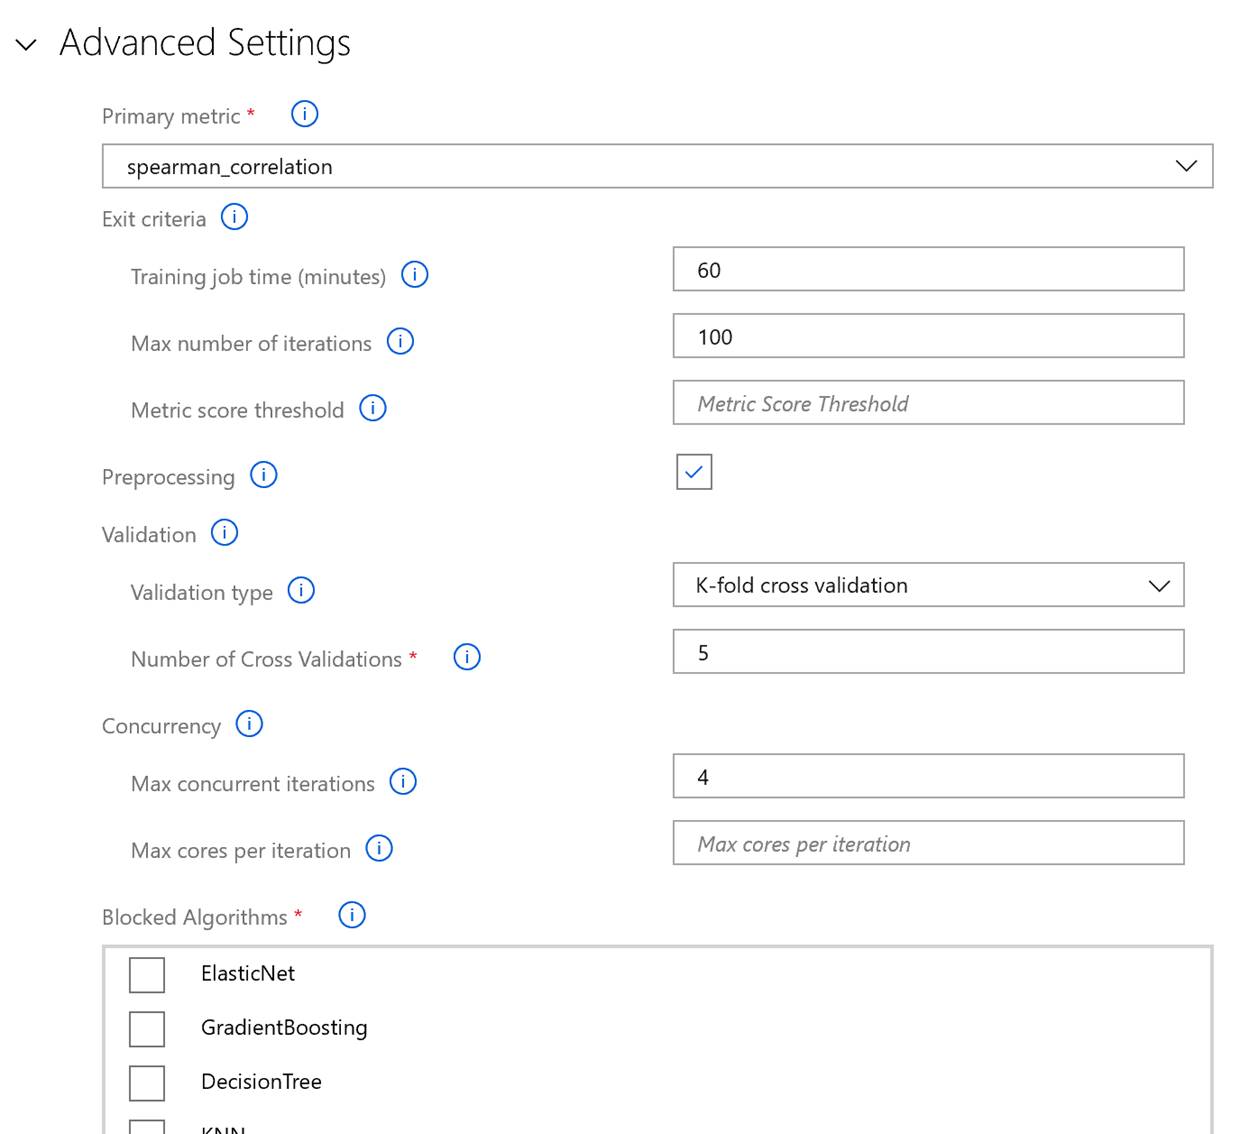 Advanced Settings
Primary metric *
spearman_correlation
Exit criteria
Training job time (minutes)
60
Max number of iterations
100
Metric score threshold
Metric Score Threshold
Preprocessing
Validation
Validation type
K-fold cross validation
Number of Cross Validations *
5
Concurrency
Max concurrent iterations
4
Max cores per iteration
Max cores per iteration
Blocked Algorithms *
ElasticNet
GradientBoosting
DecisionTree
KNN